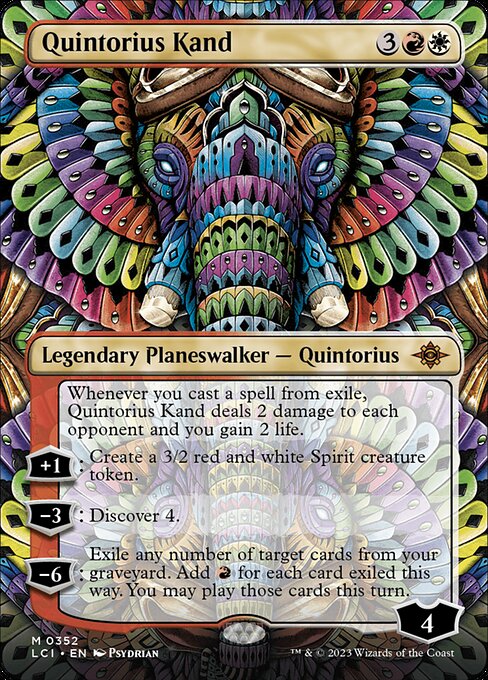 Quintorius Kand 3
Legendary Planeswalker — Quintorius
Whenever you cast a spell from exile,
Quintorius Kand deals 2 damage to each
opponent and you gain 2 life.
+1: Create a 3/2 red and white Spirit creature
token.
−3: Discover 4.
Exile any number of target cards from your
−6: graveyard. Add for each card exiled this
way. You may play those cards this turn.
4
M 0352
LCI • EN Psydrian
™ & © 2023 Wizards of the Coast